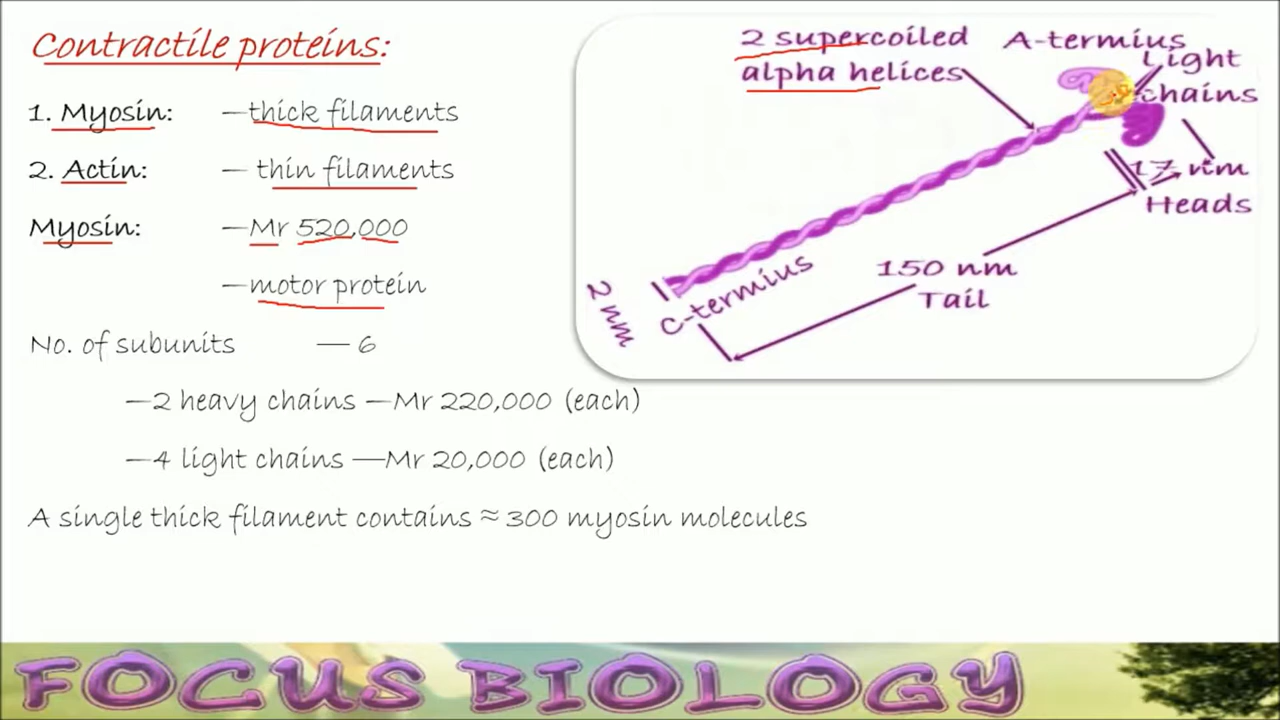 Contractile proteins:
1. Myosin: —thick filaments
2. Actin: — thin filaments
Myosin: —Mr 520,000
—motor protein
No. of subunits — 6
—2 heavy chains —Mr 220,000 (each)
—4 light chains —Mr 20,000 (each)
A single thick filament contains ≈ 300 myosin molecules
2 supercoiled
alpha helices
A-termius
Light
chains
17 nm
Heads
150 nm
Tail
C-termius
2 nm
FOCUS BIOLOGY